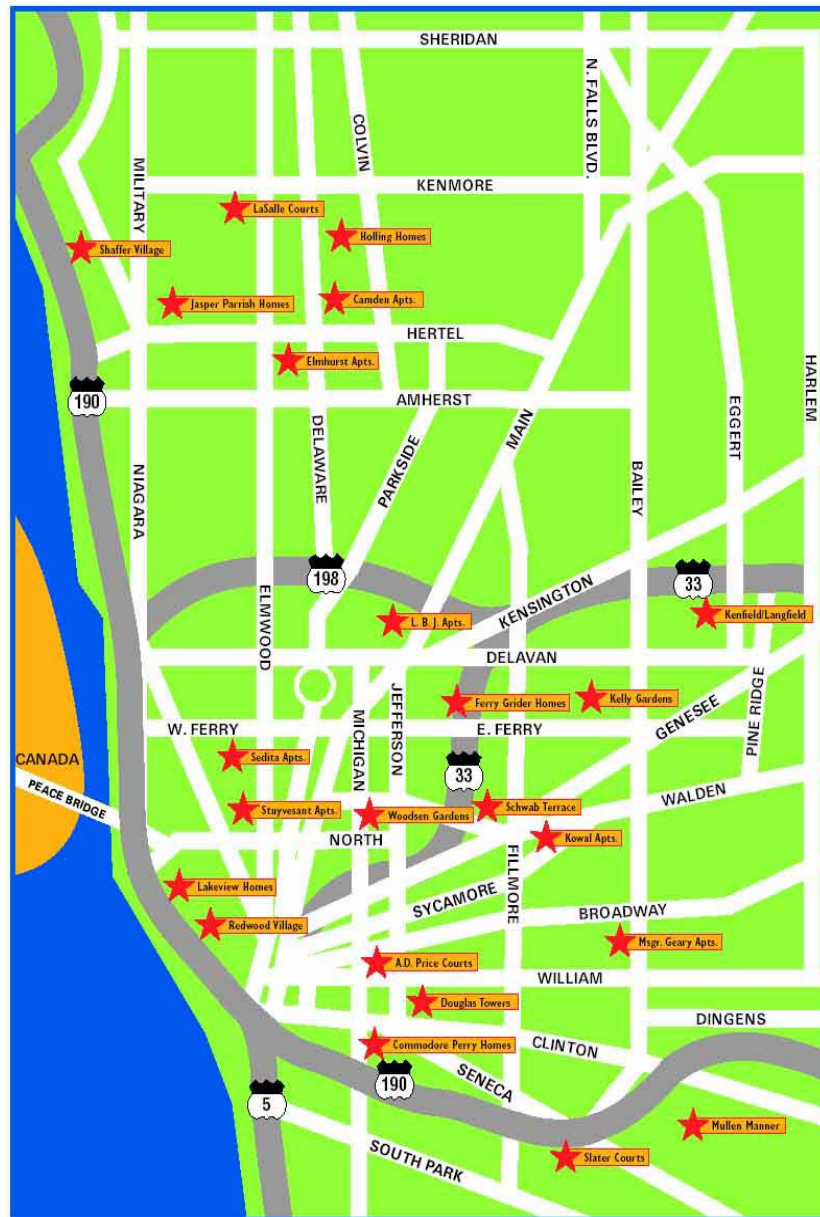 SHERIDAN
N. FALLS BLVD.
COLVIN
MILITARY
KENMORE
LaSalle Courts
Holling Homes
Shaffer Village
Jasper Parrish Homes
Camden Apts.
HERTEL
Elmhurst Apts.
HARLEM
190
AMHERST
EGGERT
MAIN
DELAWARE
PARKSIDE
NIAGARA
BAILEY
198
33
ELMWOOD
KENSINGTON
L. B. J. Apts.
Kenfield/Langfield
DELAVAN
JEFFERSON
Ferry Grider Homes
Kelly Gardens
PINE RIDGE
GENESEE
MICHIGAN
W. FERRY
E. FERRY
CANADA
Sedita Apts.
33
PEACE BRIDGE
WALDEN
Stuyvesant Apts.
Woodsen Gardens
Schwab Terrace
NORTH
Kowal Apts.
FILLMORE
Lakeview Homes
SYCAMORE
BROADWAY
Redwood Village
Msgr. Geary Apts.
A.D. Price Courts
WILLIAM
Douglas Towers
DINGENS
Commodore Perry Homes
CLINTON
SENECA
190
5
Mullen Manner
SOUTH PARK
Slater Courts